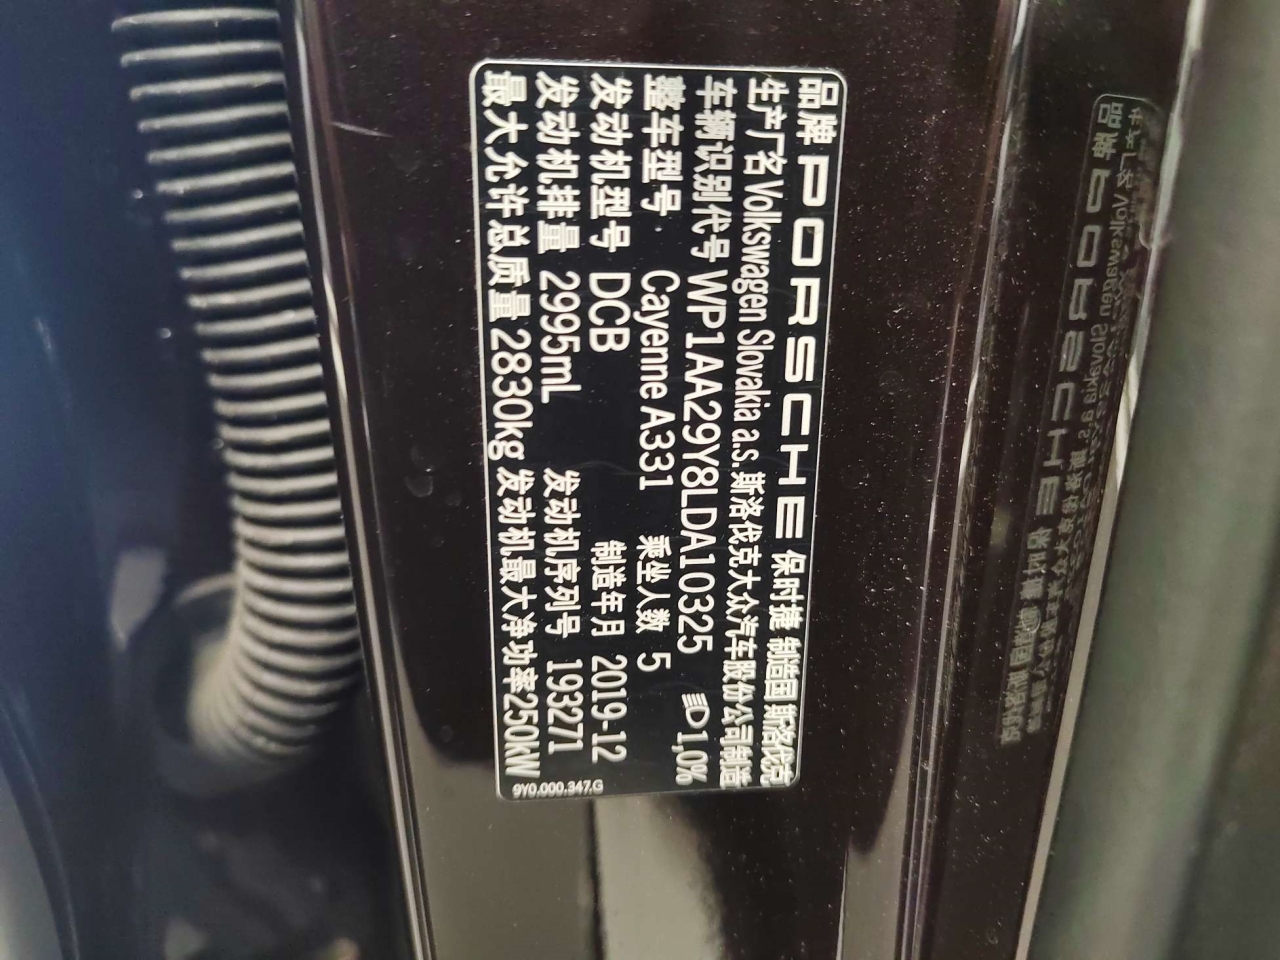 品牌 PORSCHE 保时捷 制造国 斯洛伐克
生产厂名 Volkswagen Slovakia a.s.斯洛伐克大众汽车股份公司制造
车辆识别代号 WP1AA29Y8LDA10325 1,0%
整车型号 Cayenne A331 乘坐人数 5
发动机型号 DCB 制造年月 2019-12
发动机排量 2995mL 发动机序列号 193271
最大允许总质量 2830kg 发动机最大净功率250kW
9Y0.000.347.G